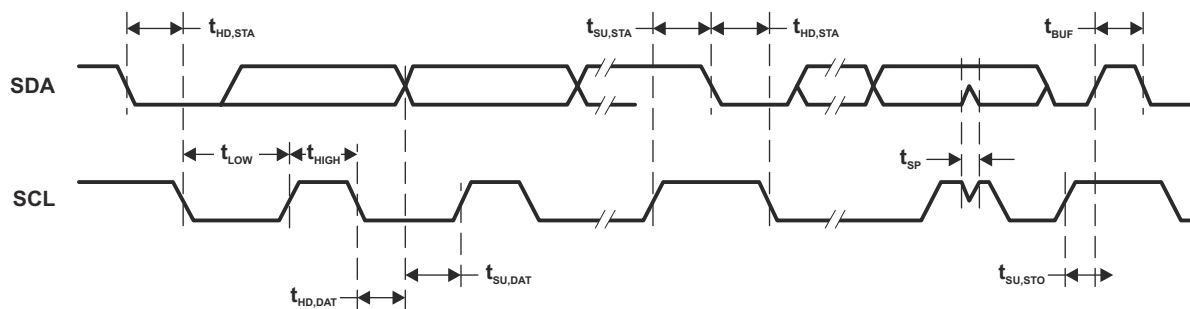 tHD,STA
tSU,STA
tHD,STA
tBUF
SDA
tLOW
tHIGH
tSP
SCL
tSU,DAT
tSU,STO
tHD,DAT